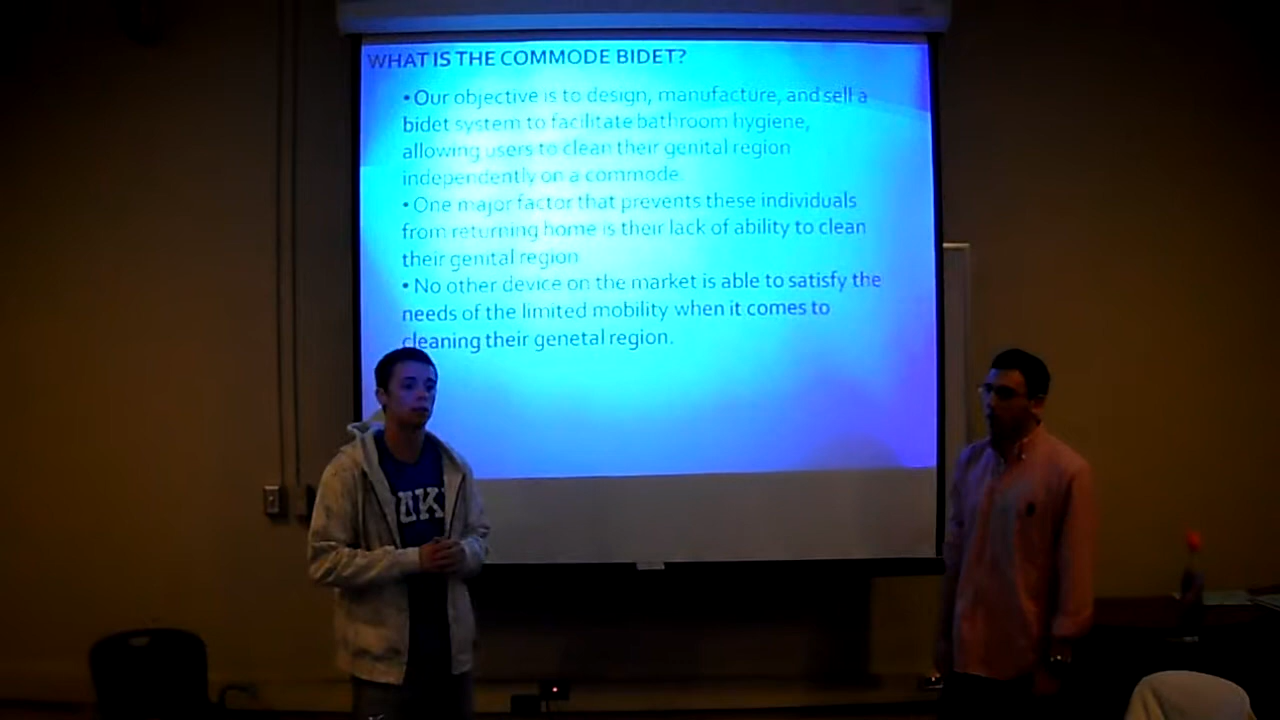 WHAT IS THE COMMODE BIDET?
•Our objective is to design, manufacture, and sell a
bidet system to facilitate bathroom hygiene,
allowing users to clean their genital region
independently on a commode.
•One major factor that prevents these individuals
from returning home is their lack of ability to clean
their genital region
•No other device on the market is able to satisfy the
needs of the limited mobility when it comes to
cleaning their genetal region.